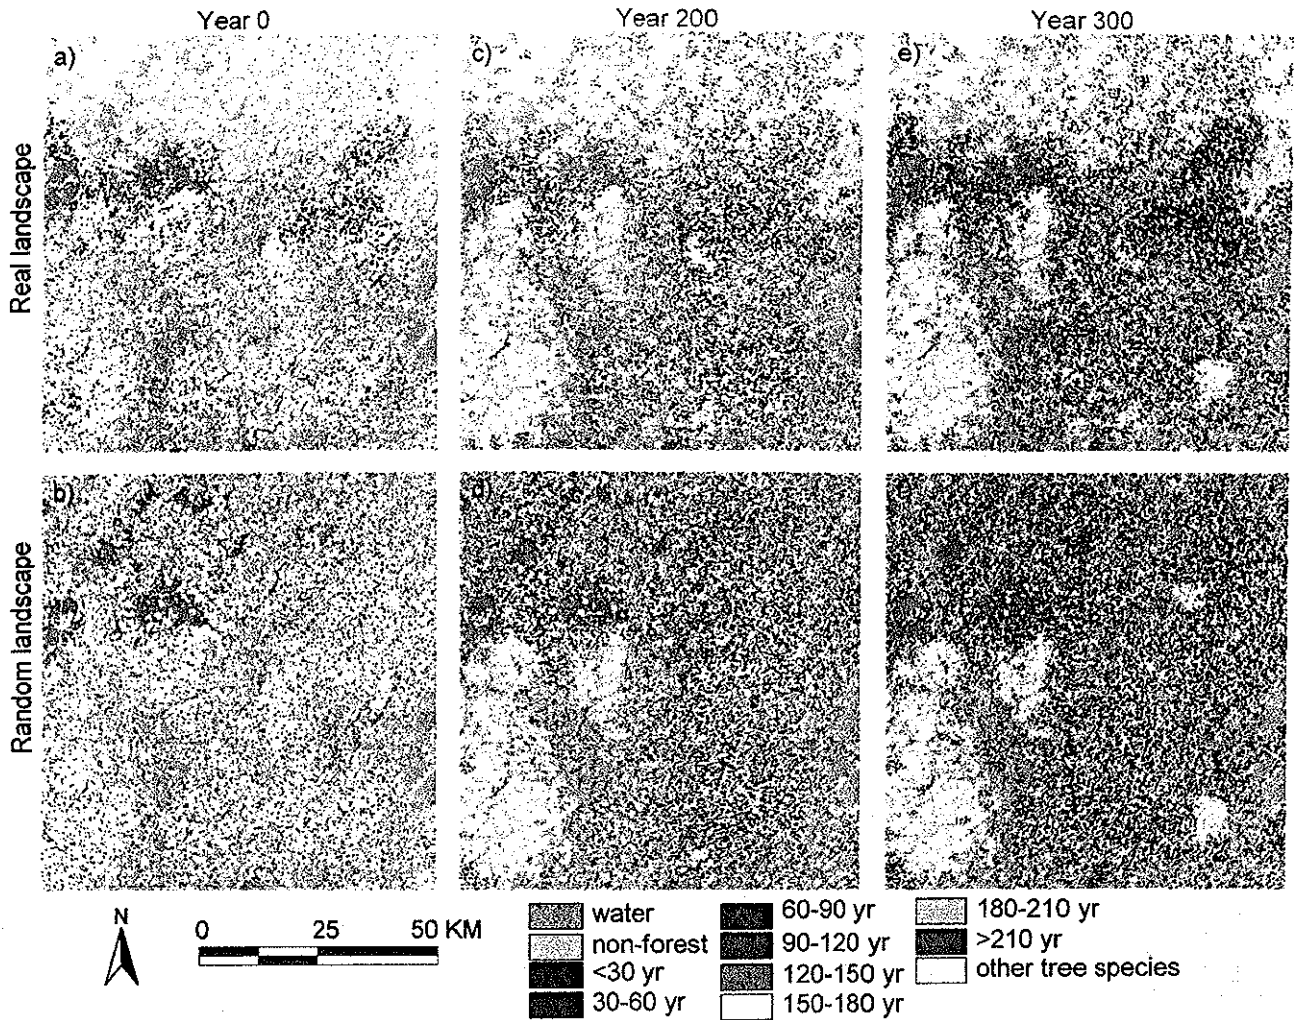 Year 0
Year 200
Year 300
a)
c)
e)
Real landscape
b)
d)
Random landscape
N
0 25 50 KM
water
non-forest
<30 yr
30-60 yr
60-90 yr
90-120 yr
120-150 yr
150-180 yr
180-210 yr
>210 yr
other tree species